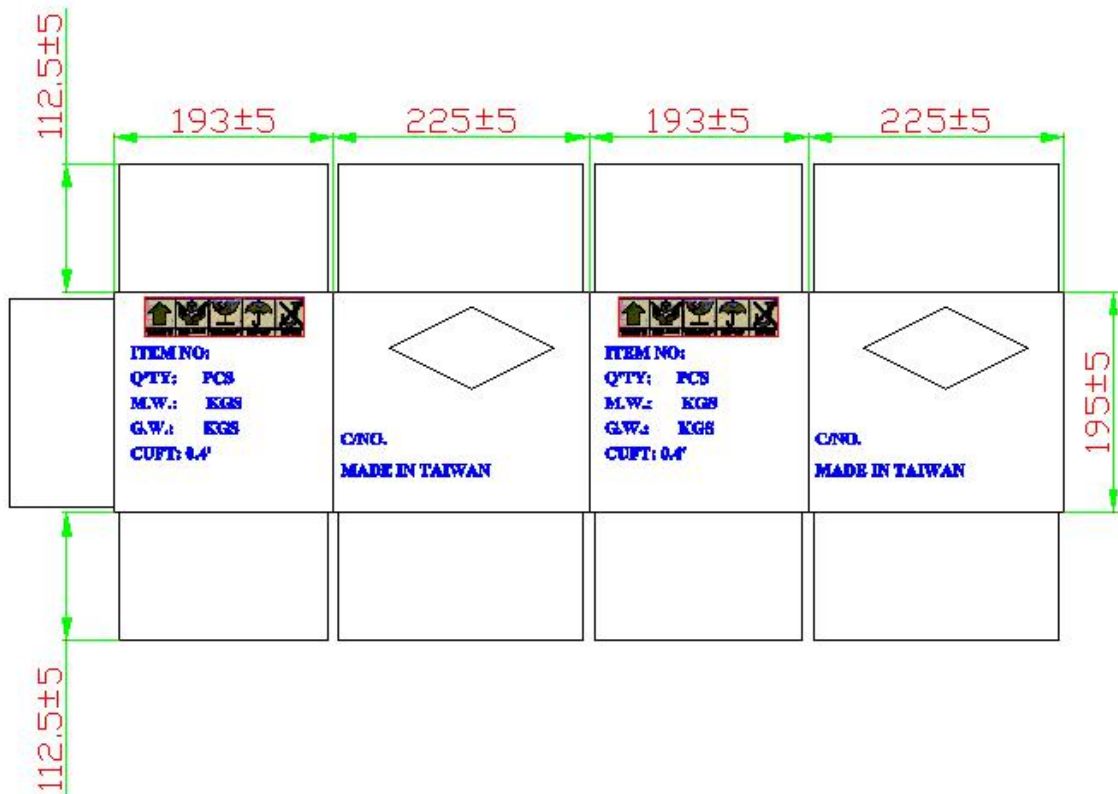 112.5±5
193±5
225±5
193±5
225±5
ITEM NO:
Q'TY: PCS
M.W.: KGS
G.W.: KGS
CUFT: 0.4'
C/NO.
MADE IN TAIWAN
ITEM NO:
Q'TY: PCS
M.W.: KGS
G.W.: KGS
CUFT: 0.4'
C/NO.
MADE IN TAIWAN
195±5
112.5±5